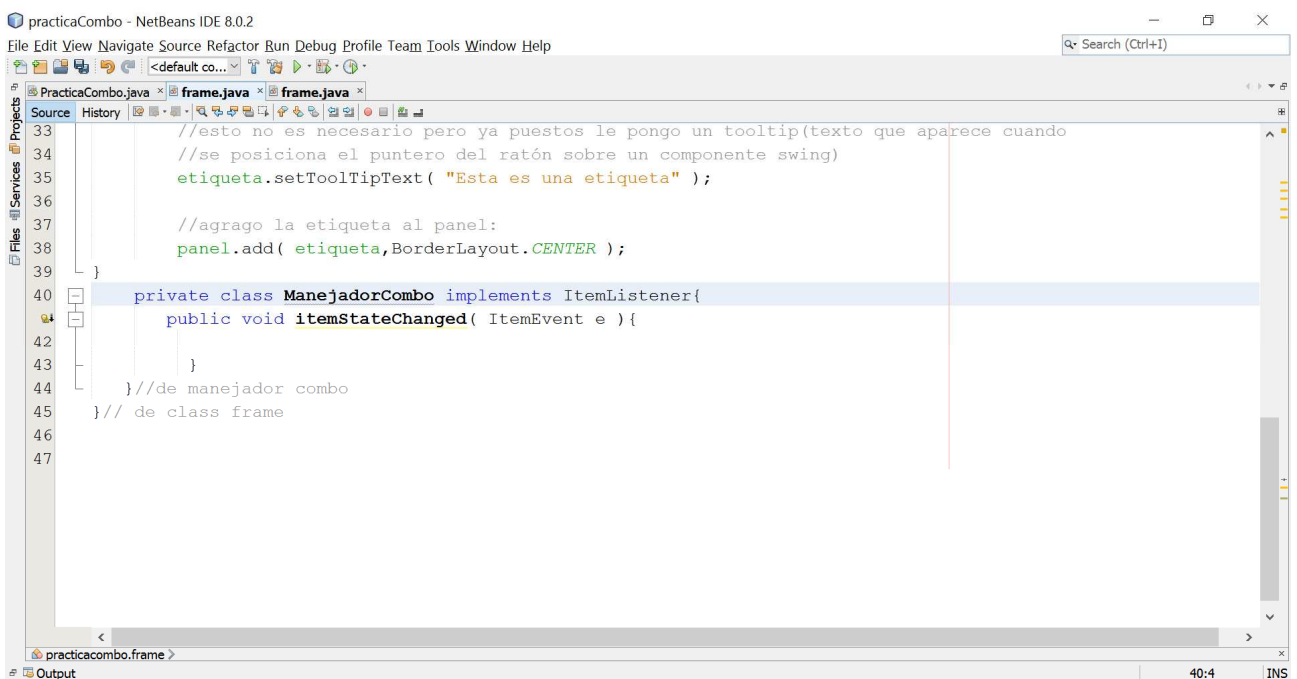 practicaCombo - NetBeans IDE 8.0.2
File Edit View Navigate Source Refactor Run Debug Profile Team Tools Window Help
Search (Ctrl+I)
<default co...
PracticaCombo.java × frame.java × frame.java ×
Source History
Projects
Services
Files
33 //esto no es necesario pero ya puestos le pongo un tooltip(texto que aparece cuando
34 //se posiciona el puntero del ratón sobre un componente swing)
35 etiqueta.setToolTipText( "Esta es una etiqueta" );
36
37 //agrago la etiqueta al panel:
38 panel.add( etiqueta,BorderLayout.CENTER );
39 }
40 private class ManejadorCombo implements ItemListener{
public void itemStateChanged( ItemEvent e ){
42
43 }
44 }//de manejador combo
45 }// de class frame
46
47
practicacombo.frame
Output
40:4 INS